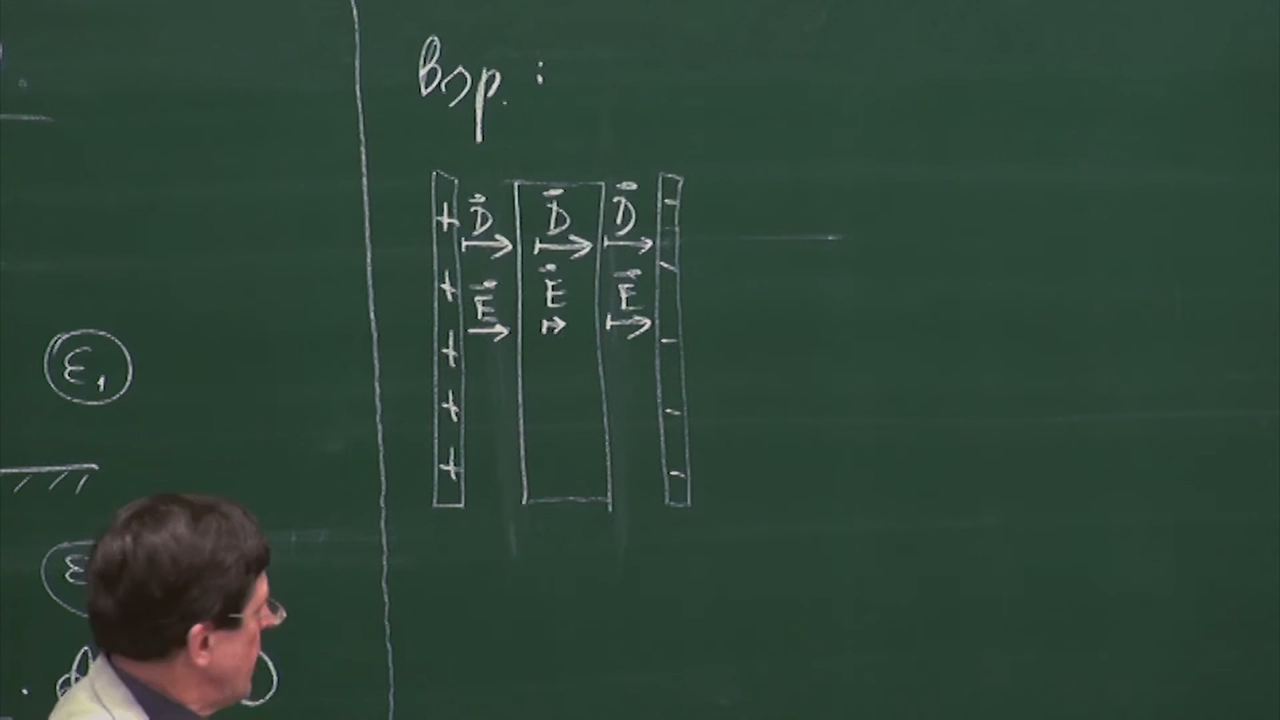 bsp. :
+ D⃗ D⃗ D⃗ -
+ E⃗ E⃗ E⃗ -
+ -
+ -
+ -
ε₁